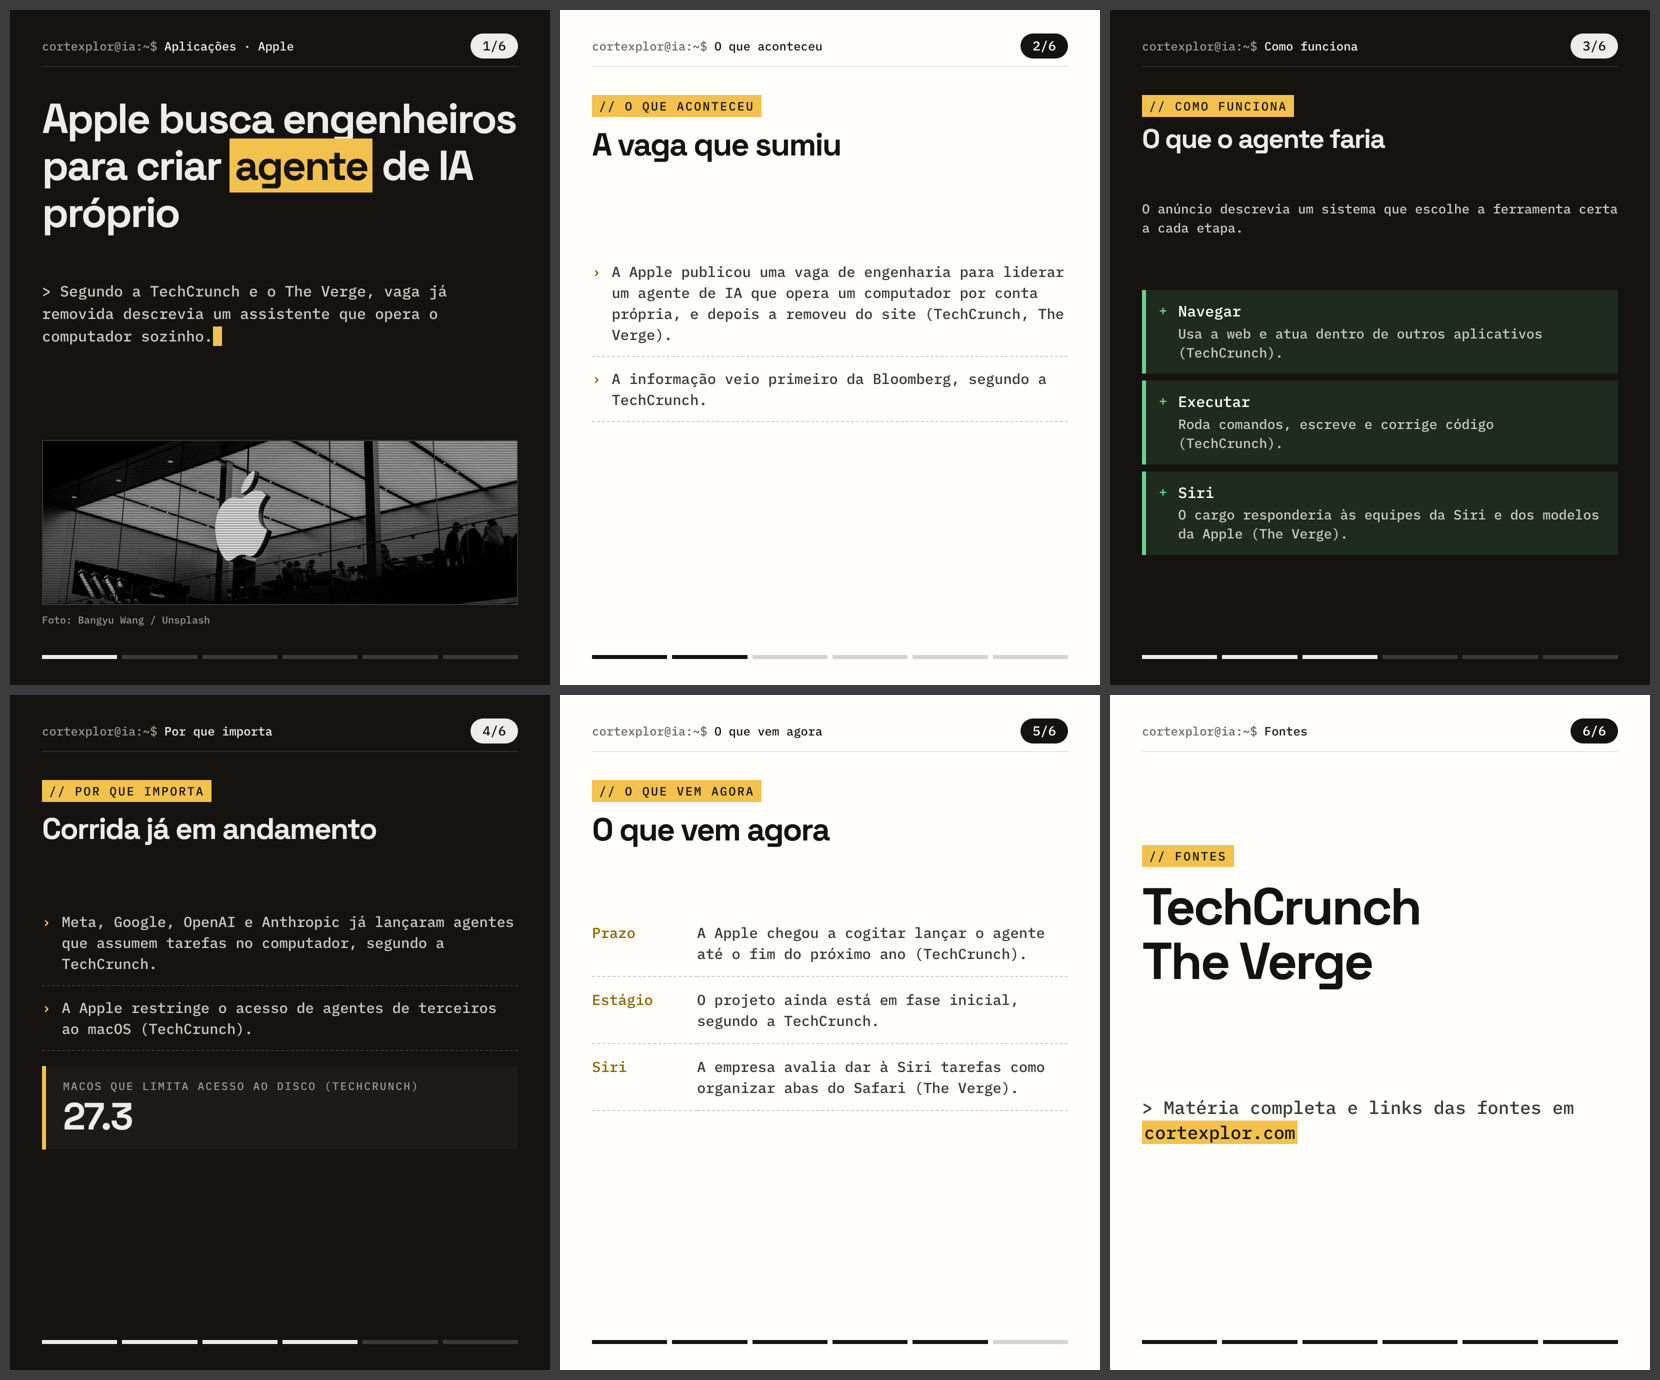 cortexplor@ia:~$ Aplicações · Apple
1/6
Apple busca engenheiros
para criar agente de IA
próprio
> Segundo a TechCrunch e o The Verge, vaga já
removida descrevia um assistente que opera o
computador sozinho.
Foto: Bangyu Wang / Unsplash
cortexplor@ia:~$ O que aconteceu
2/6
// O QUE ACONTECEU
A vaga que sumiu
› A Apple publicou uma vaga de engenharia para liderar
um agente de IA que opera um computador por conta
própria, e depois a removeu do site (TechCrunch, The
Verge).
› A informação veio primeiro da Bloomberg, segundo a
TechCrunch.
cortexplor@ia:~$ Como funciona
3/6
// COMO FUNCIONA
O que o agente faria
O anúncio descrevia um sistema que escolhe a ferramenta certa
a cada etapa.
+ Navegar
Usa a web e atua dentro de outros aplicativos
(TechCrunch).
+ Executar
Roda comandos, escreve e corrige código
(TechCrunch).
+ Siri
O cargo responderia às equipes da Siri e dos modelos
da Apple (The Verge).
cortexplor@ia:~$ Por que importa
4/6
// POR QUE IMPORTA
Corrida já em andamento
› Meta, Google, OpenAI e Anthropic já lançaram agentes
que assumem tarefas no computador, segundo a
TechCrunch.
› A Apple restringe o acesso de agentes de terceiros
ao macOS (TechCrunch).
MACOS QUE LIMITA ACESSO AO DISCO (TECHCRUNCH)
27.3
cortexplor@ia:~$ O que vem agora
5/6
// O QUE VEM AGORA
O que vem agora
Prazo A Apple chegou a cogitar lançar o agente
até o fim do próximo ano (TechCrunch).
Estágio O projeto ainda está em fase inicial,
segundo a TechCrunch.
Siri A empresa avalia dar à Siri tarefas como
organizar abas do Safari (The Verge).
cortexplor@ia:~$ Fontes
6/6
// FONTES
TechCrunch
The Verge
> Matéria completa e links das fontes em
cortexplor.com